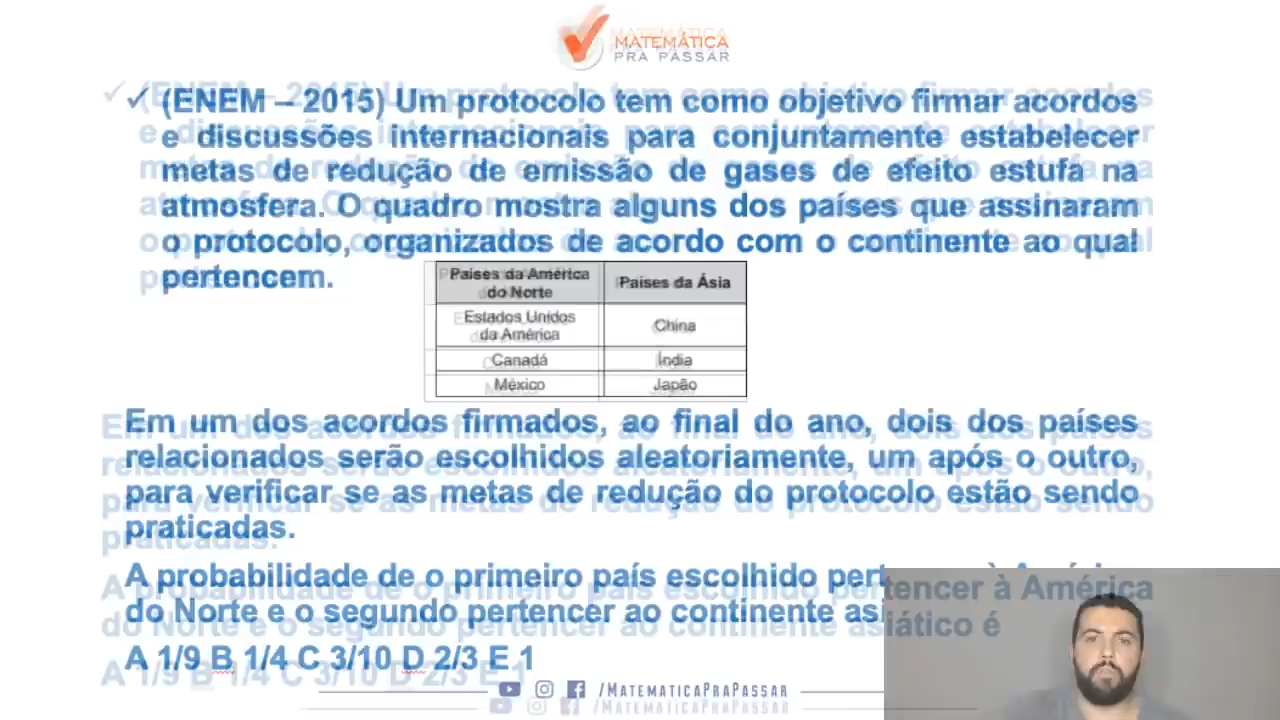 MATEMÁTICA
PRA PASSAR
(ENEM – 2015) Um protocolo tem como objetivo firmar acordos
e discussões internacionais para conjuntamente estabelecer
metas de redução de emissão de gases de efeito estufa na
atmosfera. O quadro mostra alguns dos países que assinaram
o protocolo, organizados de acordo com o continente ao qual
pertencem.
Países da América
do Norte
Países da Ásia
Estados Unidos
da América
China
Canadá
Índia
México
Japão
Em um dos acordos firmados, ao final do ano, dois dos países
relacionados serão escolhidos aleatoriamente, um após o outro,
para verificar se as metas de redução do protocolo estão sendo
praticadas.
A probabilidade de o primeiro país escolhido pertencer à América
do Norte e o segundo pertencer ao continente asiático é
A 1/9 B 1/4 C 3/10 D 2/3 E 1
/MatematicaPraPassar